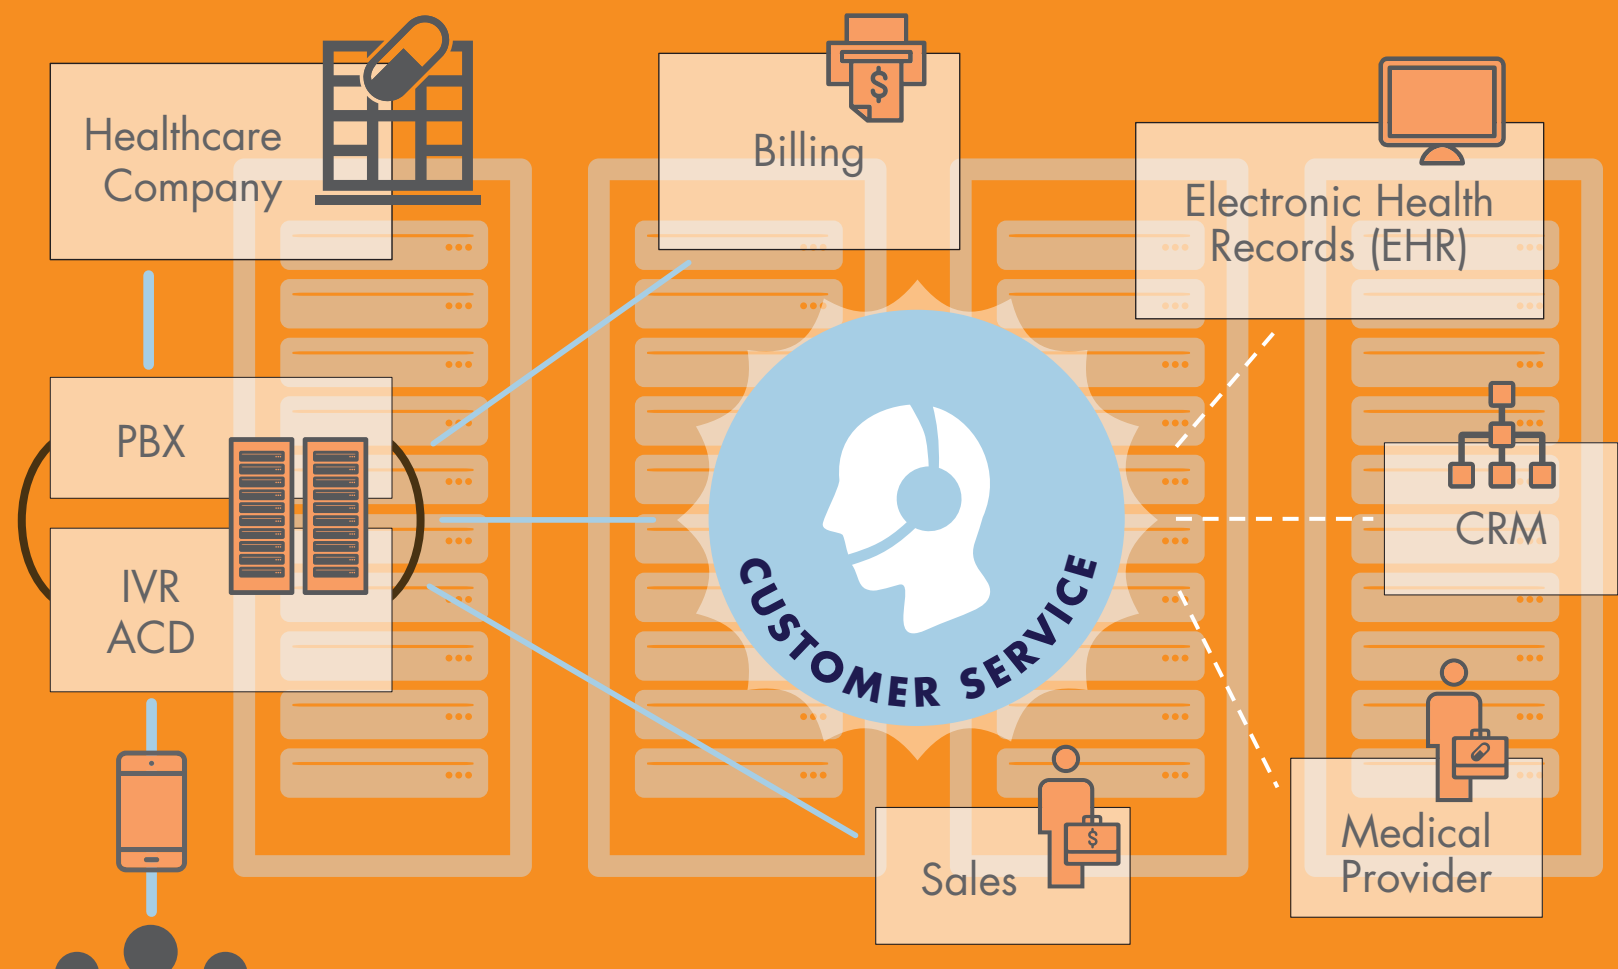 Healthcare
Company
$
Billing
Electronic Health
Records (EHR)
PBX
IVR
ACD
CUSTOMER SERVICE
CRM
$
Sales
Medical
Provider